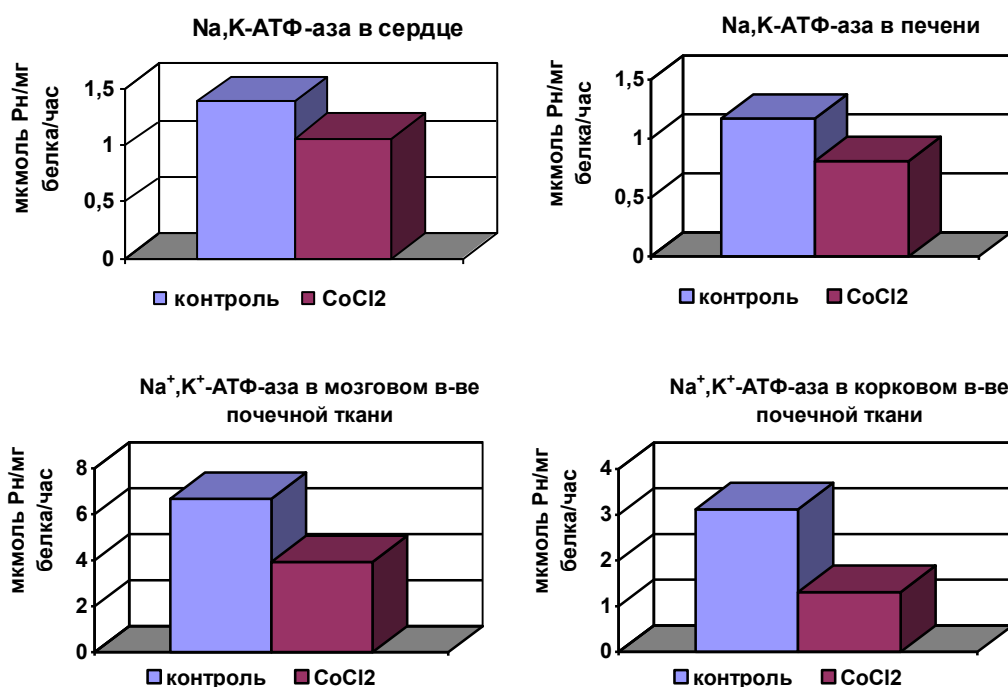 Na,K-АТФ-аза в сердце
мкмоль Рн/мг
белка/час
1,5
1
0,5
0
контроль CoCl2
Na,K-АТФ-аза в печени
мкмоль Рн/мг
белка/час
1,5
1
0,5
0
контроль CoCl2
Na⁺,K⁺-АТФ-аза в мозговом в-ве
почечной ткани
мкмоль Рн/мг
белка/час
8
6
4
2
0
контроль CoCl2
Na⁺,K⁺-АТФ-аза в корковом в-ве
почечной ткани
мкмоль Рн/мг
белка/час
4
3
2
1
0
контроль CoCl2